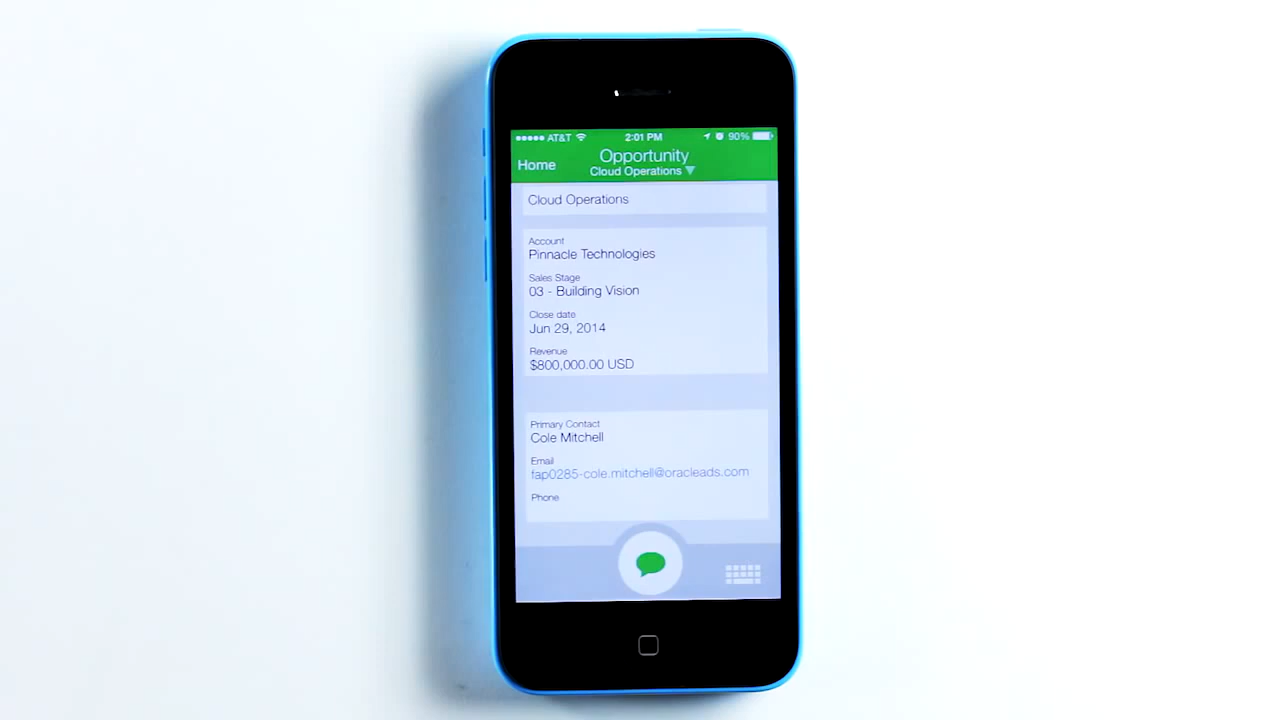 AT&T 2:01 PM 90%
Home
Opportunity
Cloud Operations
Cloud Operations
Account
Pinnacle Technologies
Sales Stage
03 - Building Vision
Close date
Jun 29, 2014
Revenue
$800,000.00 USD
Primary Contact
Cole Mitchell
Email
fap0285-cole.mitchell@oracleads.com
Phone